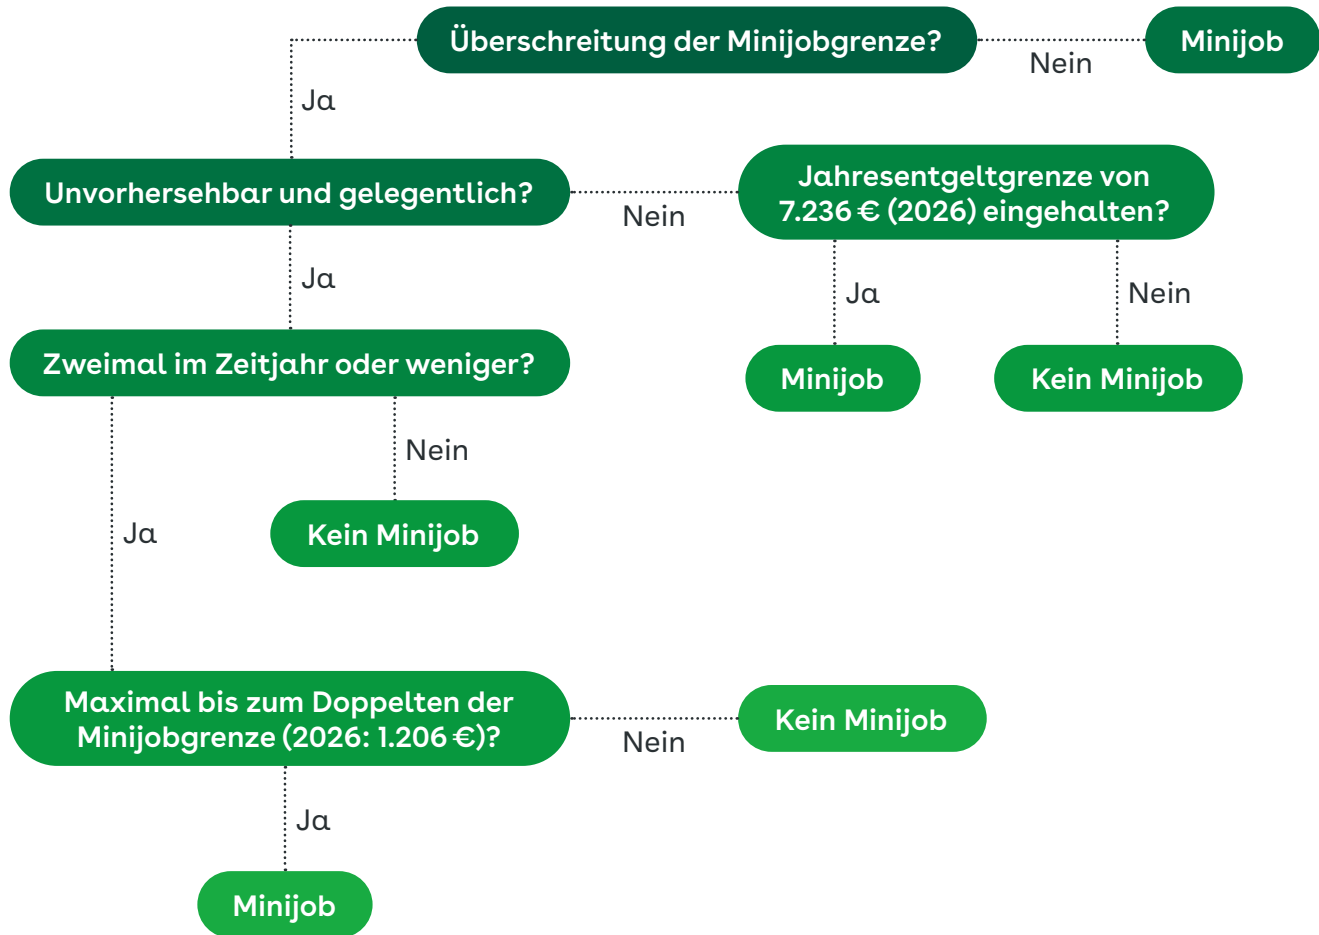 Überschreitung der Minijobgrenze?
Nein
Minijob
Ja
Unvorhersehbar und gelegentlich?
Nein
Jahresentgeltgrenze von
7.236 € (2026) eingehalten?
Ja
Ja
Nein
Zweimal im Zeitjahr oder weniger?
Minijob
Kein Minijob
Nein
Ja
Kein Minijob
Maximal bis zum Doppelten der
Minijobgrenze (2026: 1.206 €)?
Nein
Kein Minijob
Ja
Minijob